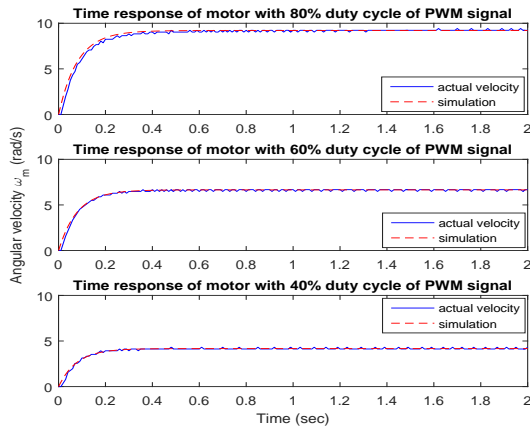 Time response of motor with 80% duty cycle of PWM signal
10
5
0
0 0.2 0.4 0.6 0.8 1 1.2 1.4 1.6 1.8 2
actual velocity
simulation
Time response of motor with 60% duty cycle of PWM signal
Angular velocity ω_m (rad/s)
10
5
0
0 0.2 0.4 0.6 0.8 1 1.2 1.4 1.6 1.8 2
actual velocity
simulation
Time response of motor with 40% duty cycle of PWM signal
10
5
0
0 0.2 0.4 0.6 0.8 1 1.2 1.4 1.6 1.8 2
actual velocity
simulation
Time (sec)